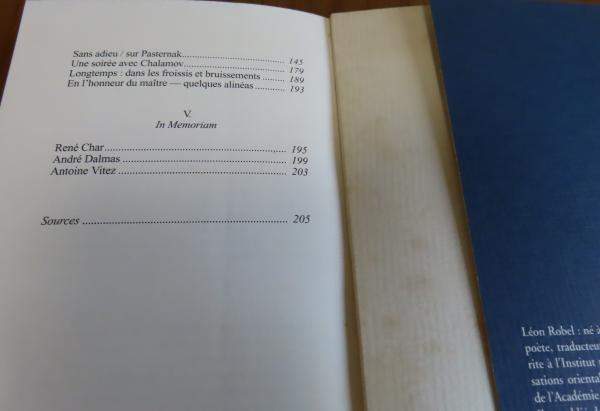 Sans adieu / sur Pasternak.......................... 145
Une soirée avec Chalamov.......................... 179
Longtemps : dans les froissis et bruissements ....... 189
En l'honneur du maître — quelques alinéas ......... 193
V.
In Memoriam
René Char.................................................. 195
André Dalmas ............................................. 199
Antoine Vitez .............................................. 203
Sources ...................................................... 205
Léon Robel : né à
poète, traducteu
rite à l'Institut
sations oriental
de l'Académie